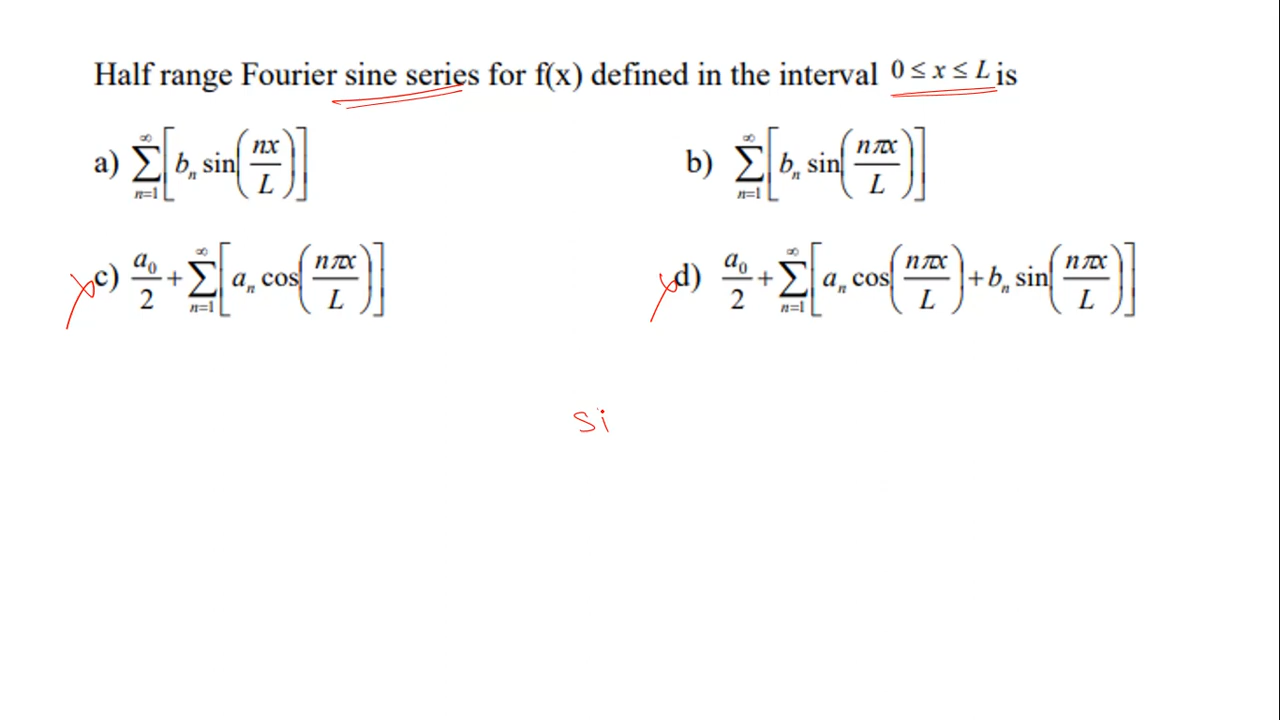 Half range Fourier sine series for f(x) defined in the interval 0 ≤ x ≤ L is
a) ∑_{n=1}^{∞} [b_n sin(nx/L)]
b) ∑_{n=1}^{∞} [b_n sin(nπx/L)]
c) a_0/2 + ∑_{n=1}^{∞} [a_n cos(nπx/L)]
d) a_0/2 + ∑_{n=1}^{∞} [a_n cos(nπx/L) + b_n sin(nπx/L)]
si